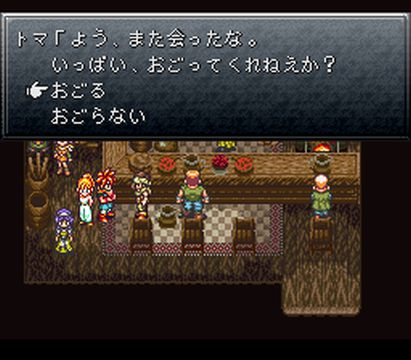 トマ「よう、また会ったな。
いっぱい、おごってくれねえか？
おごる
おごらない